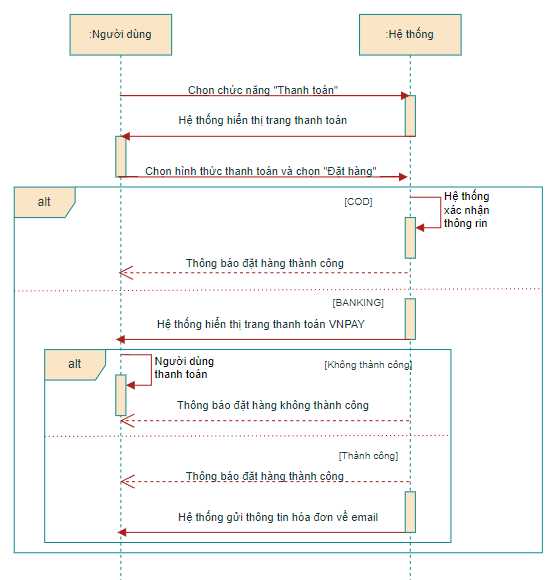 :Người dùng
:Hệ thống
Chon chức năng "Thanh toán"
Hệ thống hiển thị trang thanh toán
Chọn hình thức thanh toán và chọn "Đặt hàng"
alt
[COD]
Hệ thống
xác nhận
thông rin
Thông báo đặt hàng thành công
[BANKING]
Hệ thống hiển thị trang thanh toán VNPAY
alt
Người dùng
thanh toán
[Không thành công]
Thông báo đặt hàng không thành công
[Thành công]
Thông báo đặt hàng thành công
Hệ thống gửi thông tin hóa đơn về email